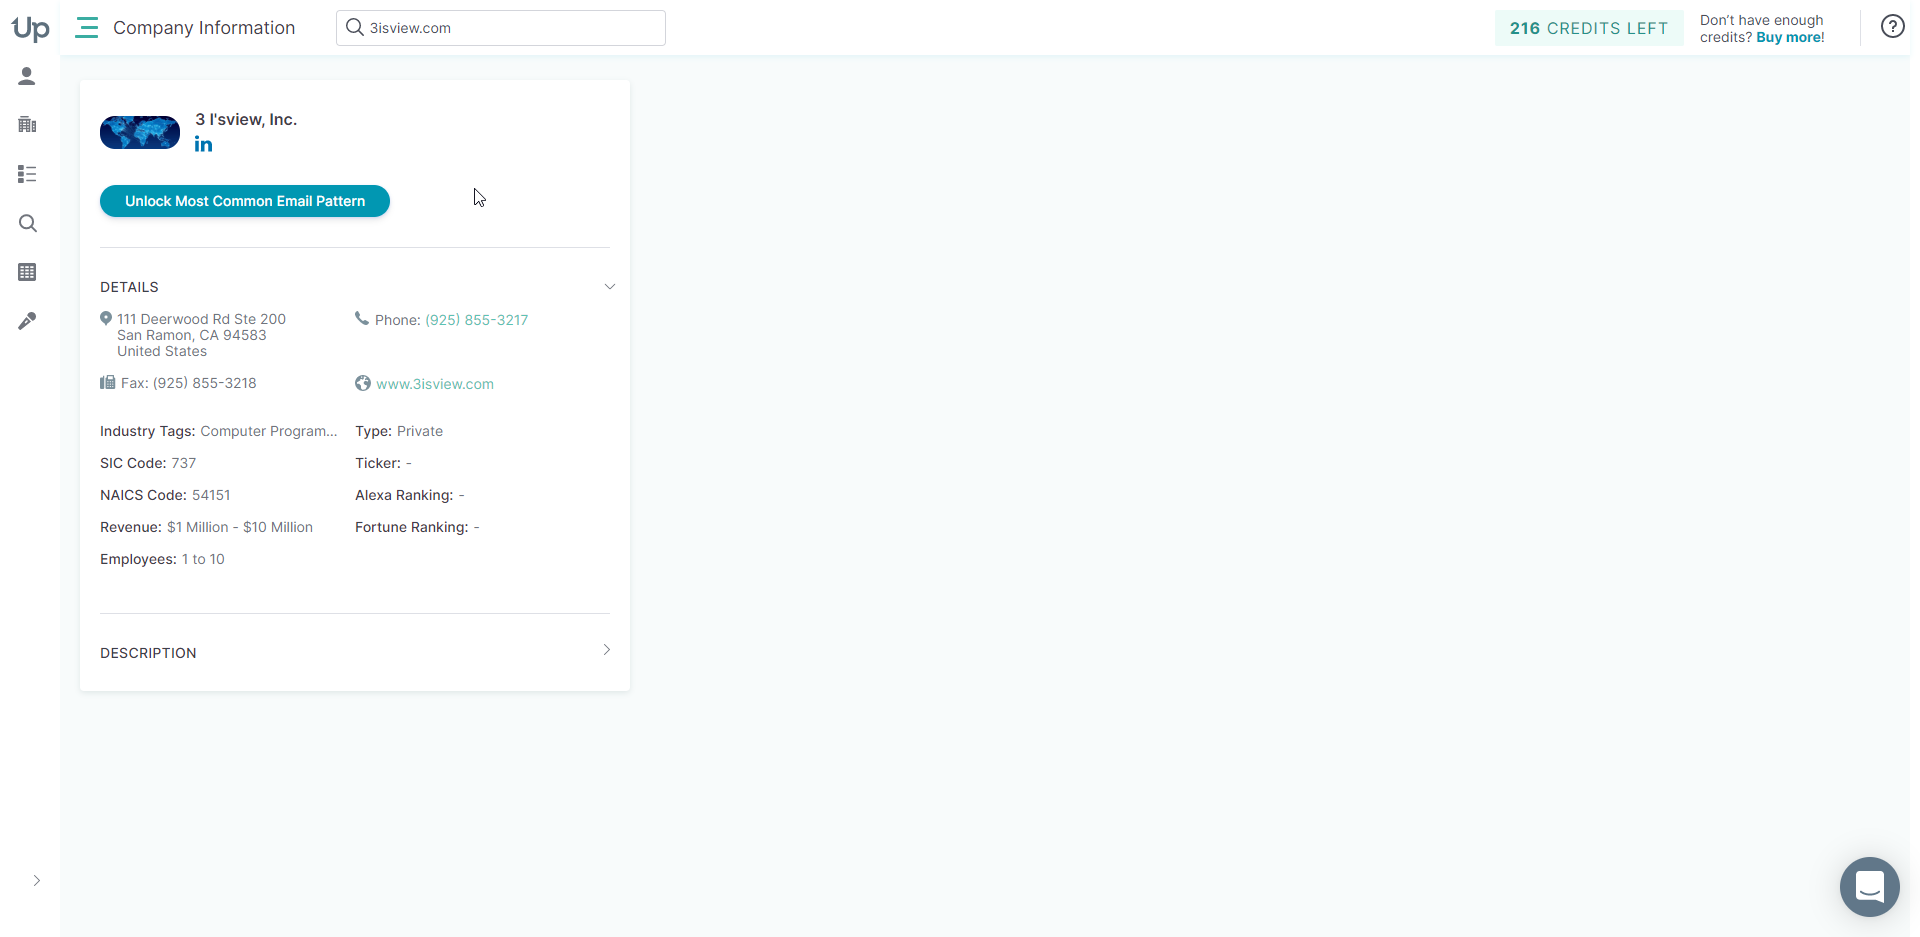 Up
Company Information
3isview.com
216 CREDITS LEFT
Don't have enough
credits? Buy more!
3 I'sview, Inc.
in
Unlock Most Common Email Pattern
DETAILS
111 Deerwood Rd Ste 200
San Ramon, CA 94583
United States
Phone: (925) 855-3217
Fax: (925) 855-3218
www.3isview.com
Industry Tags: Computer Program...
Type: Private
SIC Code: 737
Ticker: -
NAICS Code: 54151
Alexa Ranking: -
Revenue: $1 Million - $10 Million
Fortune Ranking: -
Employees: 1 to 10
DESCRIPTION